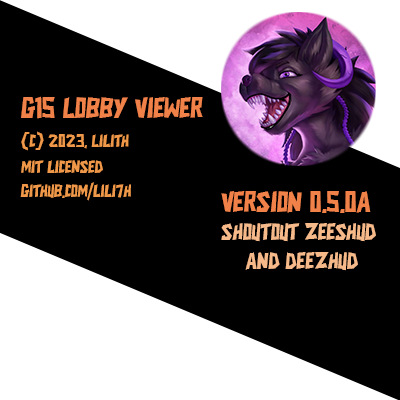 G15 LOBBY VIEWER
(C) 2023, LILITH
MIT LICENSED
GITHUB.COM/LILI7H
VERSION 0.5.0A
SHOUTOUT ZEESHUD
AND DEEZHUD